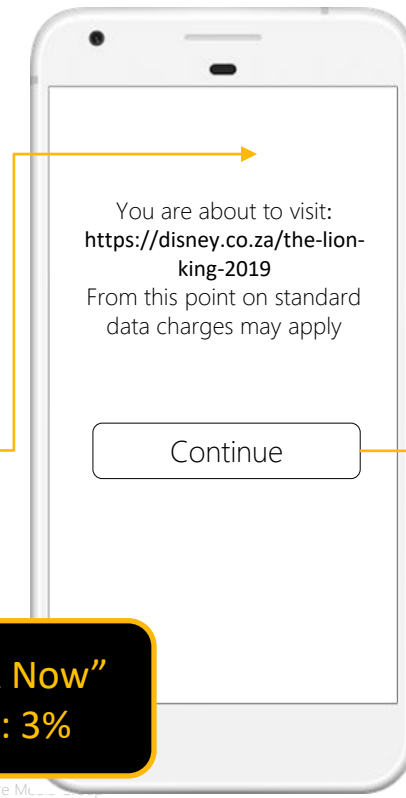 You are about to visit:
https://disney.co.za/the-lion-
king-2019
From this point on standard
data charges may apply
Continue
Now”
: 3%